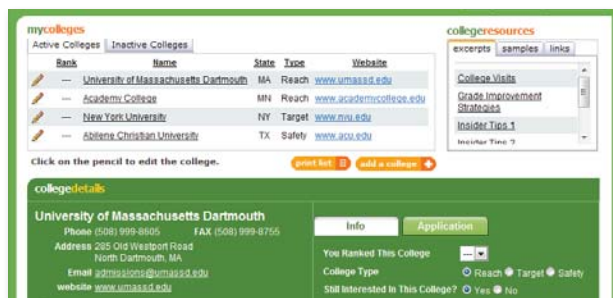 mycolleges
Active Colleges Inactive Colleges
Rank Name State Type Website
--- University of Massachusetts Dartmouth MA Reach www.umassd.edu
--- Academy College MN Reach www.academycollege.edu
--- New York University NY Target www.nyu.edu
--- Abilene Christian University TX Safety www.acu.edu
Click on the pencil to edit the college. print list add a college
collegeresources
excerpts samples links
College Visits
Grade Improvement
Strategies
Insider Tips 1
Insider Tips 2
collegedetails
University of Massachusetts Dartmouth
Phone (508) 999-8605 FAX (508) 999-8755
Address 285 Old Westport Road
North Dartmouth, MA
Email admissions@umassd.edu
website www.umassd.edu
Info Application
You Ranked This College ---
College Type Reach Target Safety
Still Interested In This College? Yes No